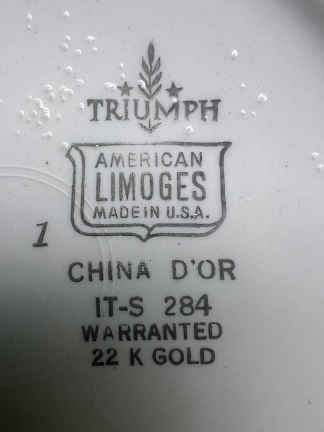 TRIUMPH
AMERICAN
LIMOGES
MADE IN U.S.A.
1
CHINA D'OR
IT-S 284
WARRANTED
22 K GOLD